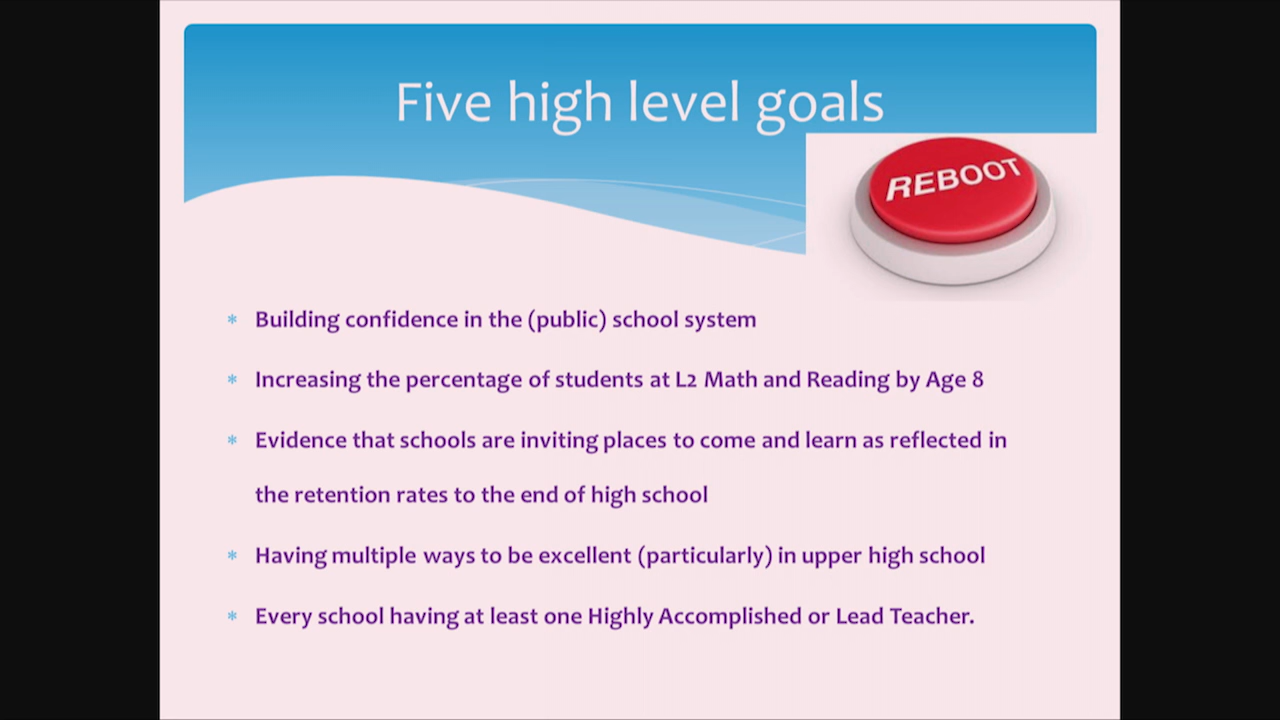 Five high level goals
REBOOT
* Building confidence in the (public) school system
* Increasing the percentage of students at L2 Math and Reading by Age 8
* Evidence that schools are inviting places to come and learn as reflected in
the retention rates to the end of high school
* Having multiple ways to be excellent (particularly) in upper high school
* Every school having at least one Highly Accomplished or Lead Teacher.